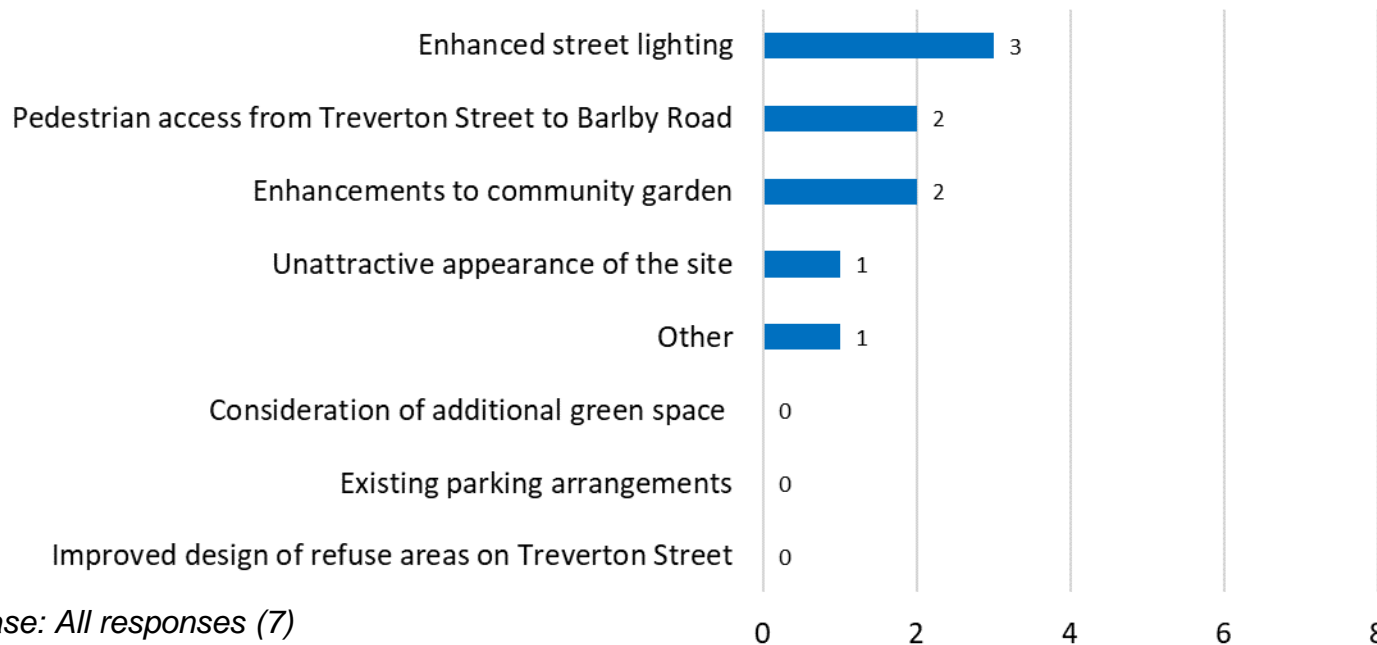 Enhanced street lighting 3
Pedestrian access from Treverton Street to Barlby Road 2
Enhancements to community garden 2
Unattractive appearance of the site 1
Other 1
Consideration of additional green space 0
Existing parking arrangements 0
Improved design of refuse areas on Treverton Street 0
ase: All responses (7)
0 2 4 6 8